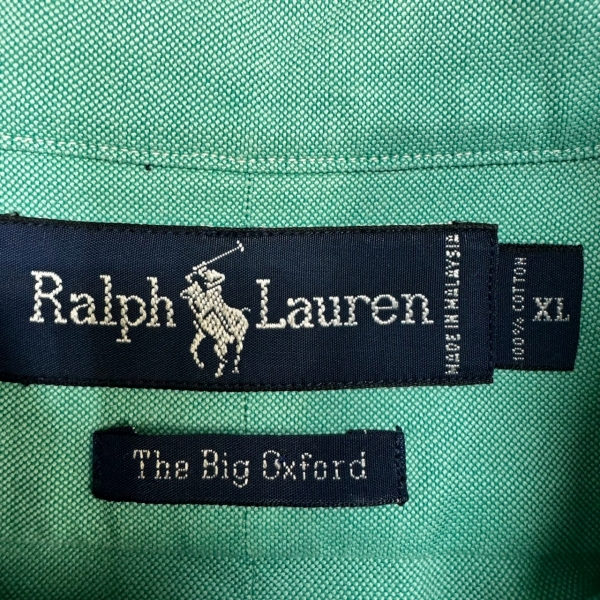 Ralph Lauren
MADE IN MALAYSIA
100% COTTON
XL
The Big Oxford